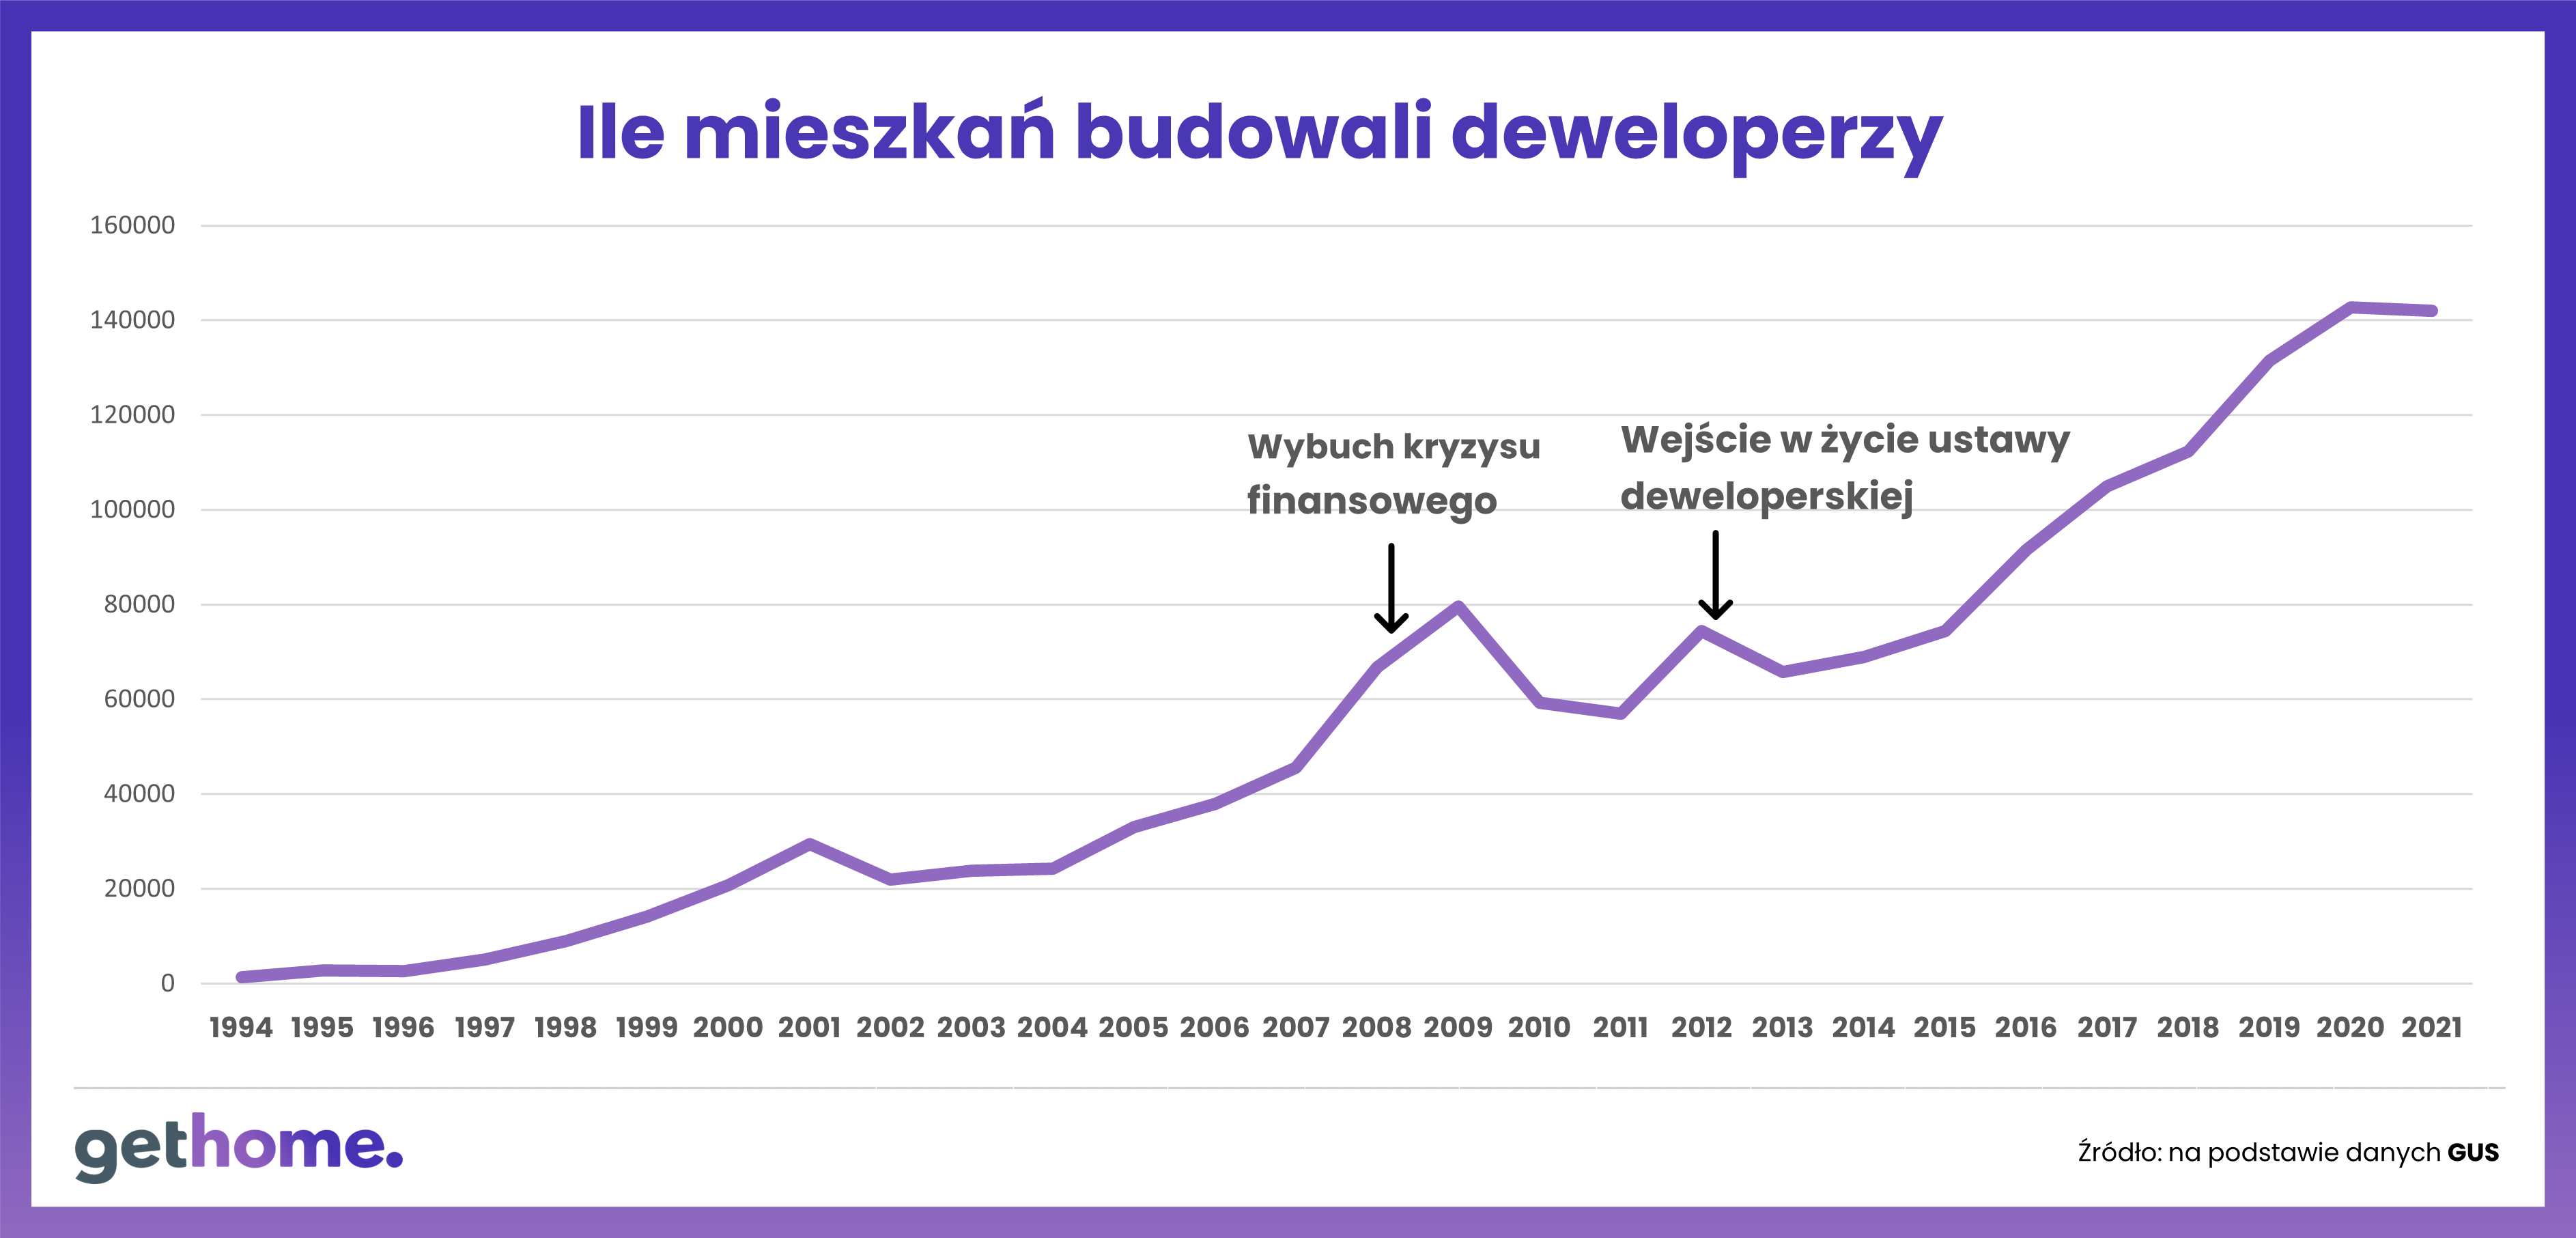 Ile mieszkań budowali deweloperzy
160000
140000
120000
100000
80000
60000
40000
20000
0
Wybuch kryzysu
finansowego
Wejście w życie ustawy
deweloperskiej
1994 1995 1996 1997 1998 1999 2000 2001 2002 2003 2004 2005 2006 2007 2008 2009 2010 2011 2012 2013 2014 2015 2016 2017 2018 2019 2020 2021
gethome.
Źródło: na podstawie danych GUS